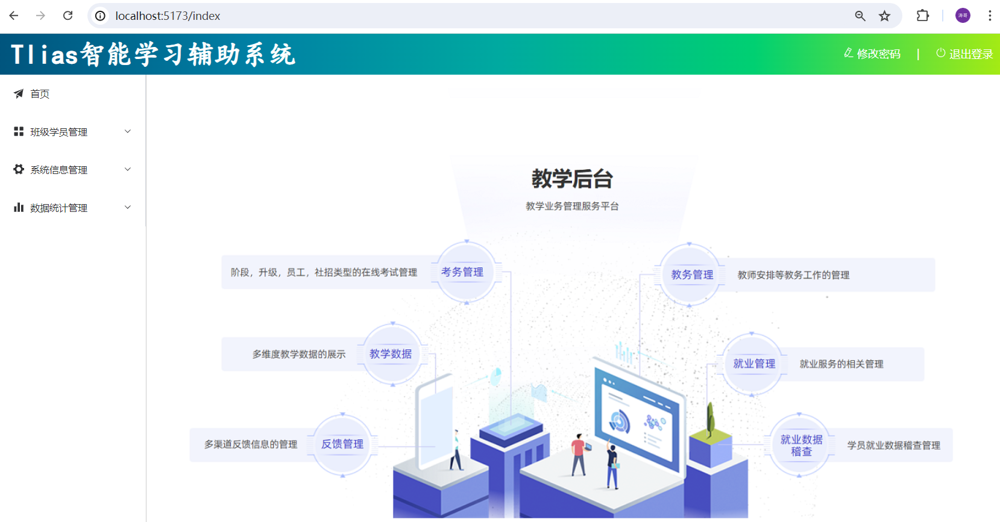 localhost:5173/index
涛哥
Tlias智能学习辅助系统
修改密码 | 退出登录
首页
班级学员管理
系统信息管理
数据统计管理
教学后台
教学业务管理服务平台
阶段，升级，员工，社招类型的在线考试管理
考务管理
教务管理
教师安排等教务工作的管理
多维度教学数据的展示
教学数据
就业管理
就业服务的相关管理
多渠道反馈信息的管理
反馈管理
就业数据
稽查
学员就业数据稽查管理